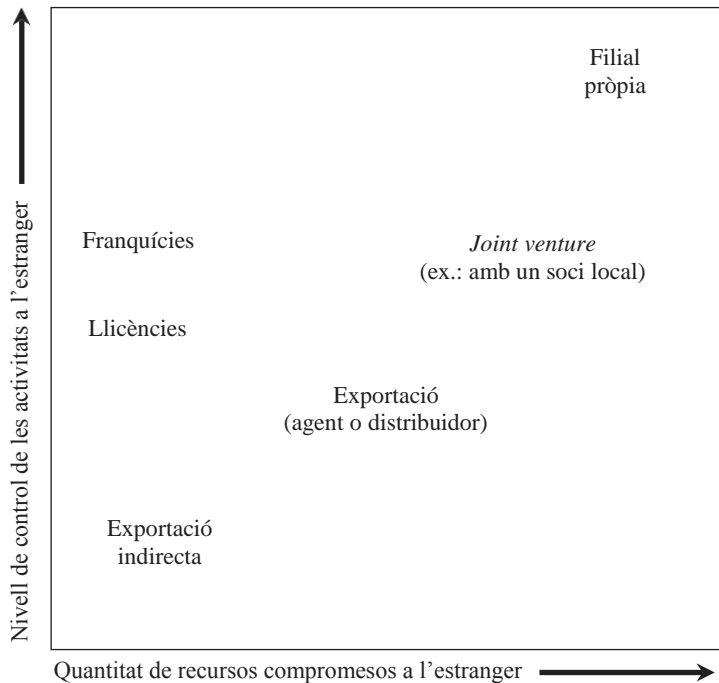 Nivell de control de les activitats a l’estranger
Filial
pròpia
Franquícies
Joint venture
(ex.: amb un soci local)
Llicències
Exportació
(agent o distribuidor)
Exportació
indirecta
Quantitat de recursos compromesos a l’estranger